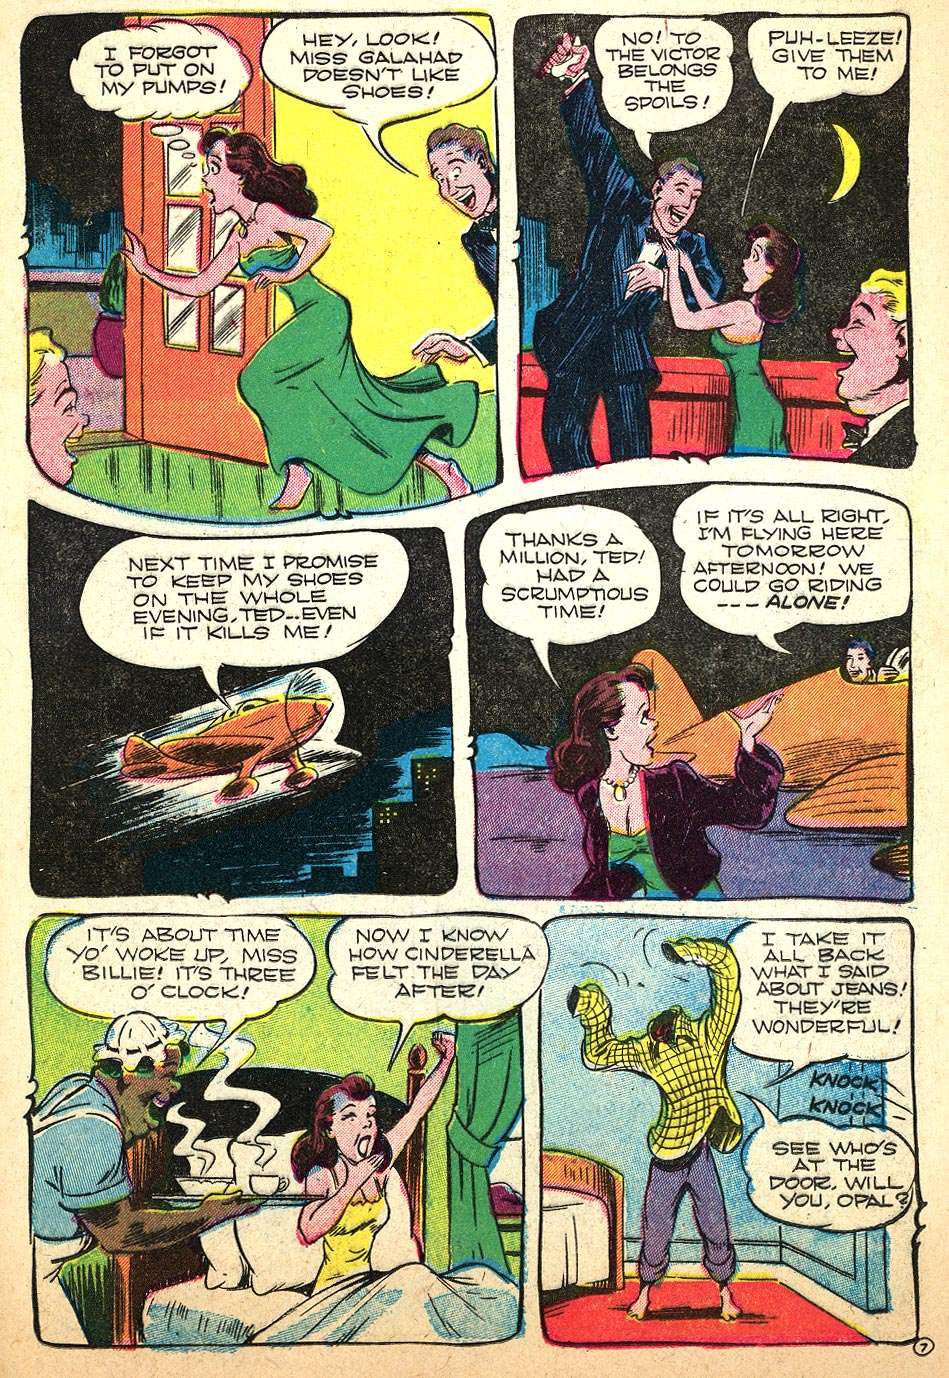 I FORGOT
TO PUT ON
MY PUMPS!
HEY, LOOK!
MISS GALAHAD
DOESN'T LIKE
SHOES!
NO! TO
THE VICTOR
BELONGS
THE
SPOILS!
PUH-LEEZE!
GIVE THEM
TO ME!
NEXT TIME I PROMISE
TO KEEP MY SHOES
ON THE WHOLE
EVENING, TED--EVEN
IF IT KILLS ME!
THANKS A
MILLION, TED!
HAD A
SCRUMPTIOUS
TIME!
IF IT'S ALL RIGHT,
I'M FLYING HERE
TOMORROW
AFTERNOON! WE
COULD GO RIDING
--- ALONE!
IT'S ABOUT TIME
YO' WOKE UP, MISS
BILLIE! IT'S THREE
O' CLOCK!
NOW I KNOW
HOW CINDERELLA
FELT THE DAY
AFTER!
I TAKE IT
ALL BACK
WHAT I SAID
ABOUT JEANS!
THEY'RE
WONDERFUL!
KNOCK
KNOCK
SEE WHO'S
AT THE
DOOR, WILL
YOU, OPAL?
7